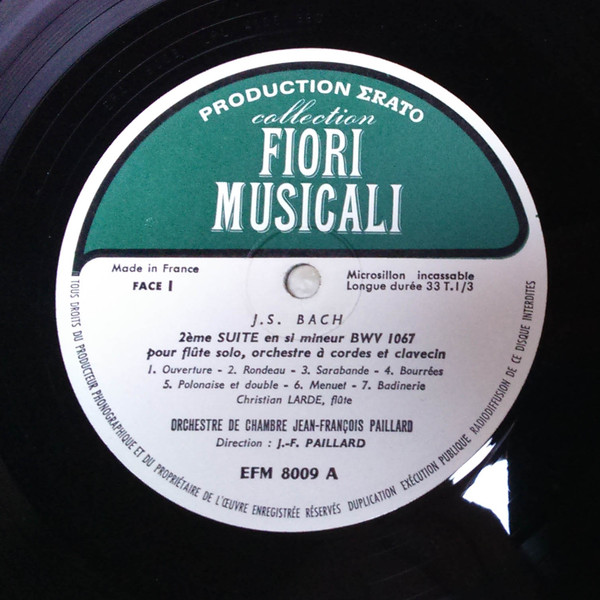 PRODUCTION ΣRATO
collection
FIORI
MUSICALI
Made in France
FACE I
Microsillon incassable
Longue durée 33 T.1/3
J.S. BACH
2ème SUITE en si mineur BWV 1067
pour flûte solo, orchestre à cordes et clavecin
1. Ouverture - 2. Rondeau - 3. Sarabande - 4. Bourrées
5. Polonaise et double - 6. Menuet - 7. Badinerie
Christian LARDE, flûte
ORCHESTRE DE CHAMBRE JEAN-FRANÇOIS PAILLARD
Direction : J.-F. PAILLARD
EFM 8009 A
TOUS DROITS DU PRODUCTEUR PHONOGRAPHIQUE ET DU PROPRIÉTAIRE DE L'ŒUVRE ENREGISTRÉE RÉSERVÉS DUPLICATION EXÉCUTION PUBLIQUE RADIODIFFUSION DE CE DISQUE INTERDITES